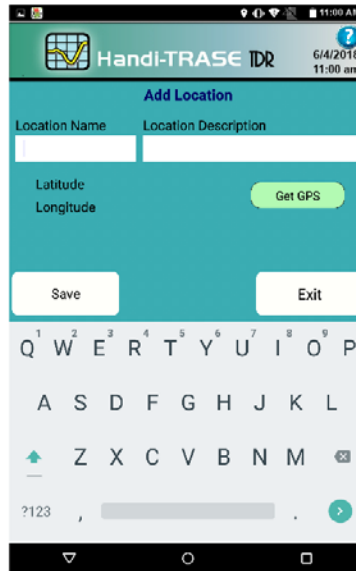 11:00 AM
Handi-TRASE TDR
?
6/4/2018
11:00 am
Add Location
Location Name Location Description
Latitude
Longitude
Get GPS
Save Exit
1 2 3 4 5 6 7 8 9
Q W E R T Y U I O P
A S D F G H J K L
Z X C V B N M
?123 , .